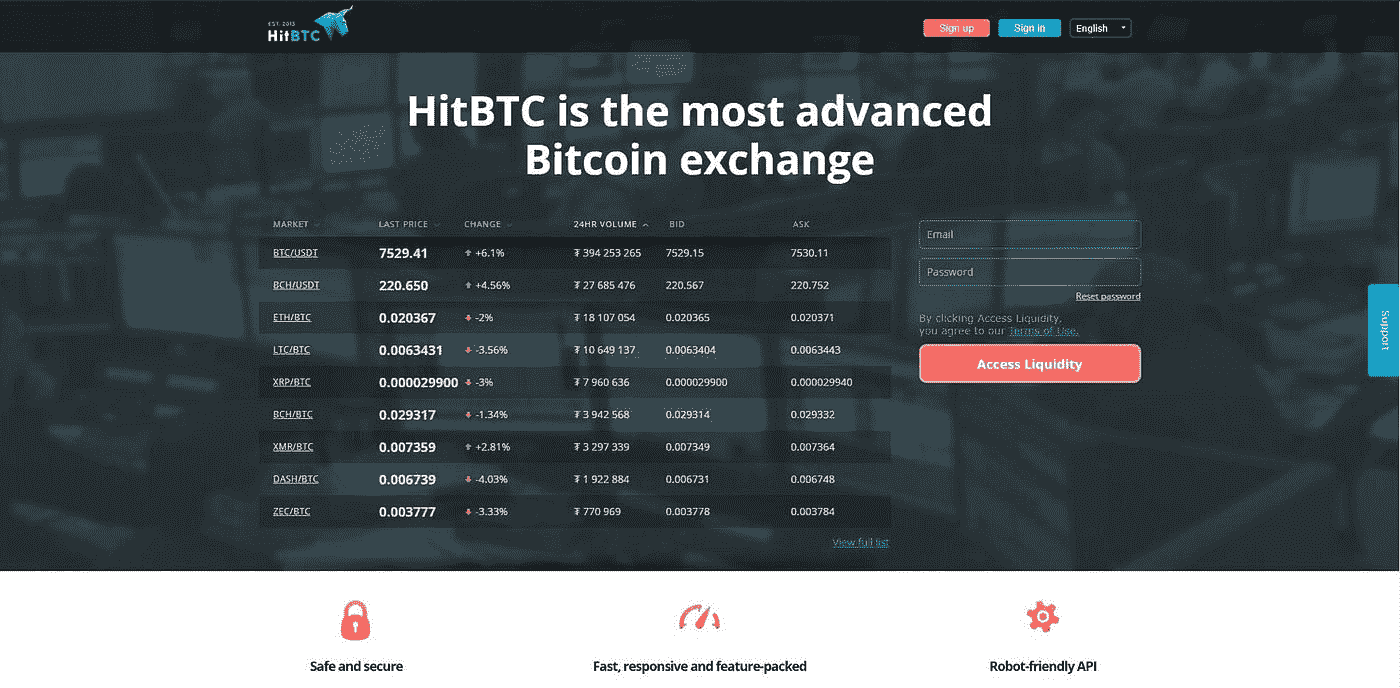 EST. 2013
HitBTC
Sign up Sign in English
HitBTC is the most advanced
Bitcoin exchange
MARKET LAST PRICE CHANGE 24HR VOLUME BID ASK
BTC/USDT 7529.41 +6.1% ₮ 394 253 265 7529.15 7530.11
BCH/USDT 220.650 +4.56% ₮ 27 685 476 220.567 220.752
ETH/BTC 0.020367 -2% ₮ 18 107 054 0.020365 0.020371
LTC/BTC 0.0063431 -3.56% ₮ 10 649 137 0.0063404 0.0063443
XRP/BTC 0.000029900 -3% ₮ 7 960 636 0.000029900 0.000029940
BCH/BTC 0.029317 -1.34% ₮ 3 942 568 0.029314 0.029332
XMR/BTC 0.007359 +2.81% ₮ 3 297 339 0.007349 0.007364
DASH/BTC 0.006739 -4.03% ₮ 1 922 884 0.006731 0.006748
ZEC/BTC 0.003777 -3.33% ₮ 770 969 0.003778 0.003784
View full list
Email
Password
Reset password
By clicking Access Liquidity,
you agree to our Terms of Use.
Access Liquidity
Support
Safe and secure
Fast, responsive and feature-packed
Robot-friendly API